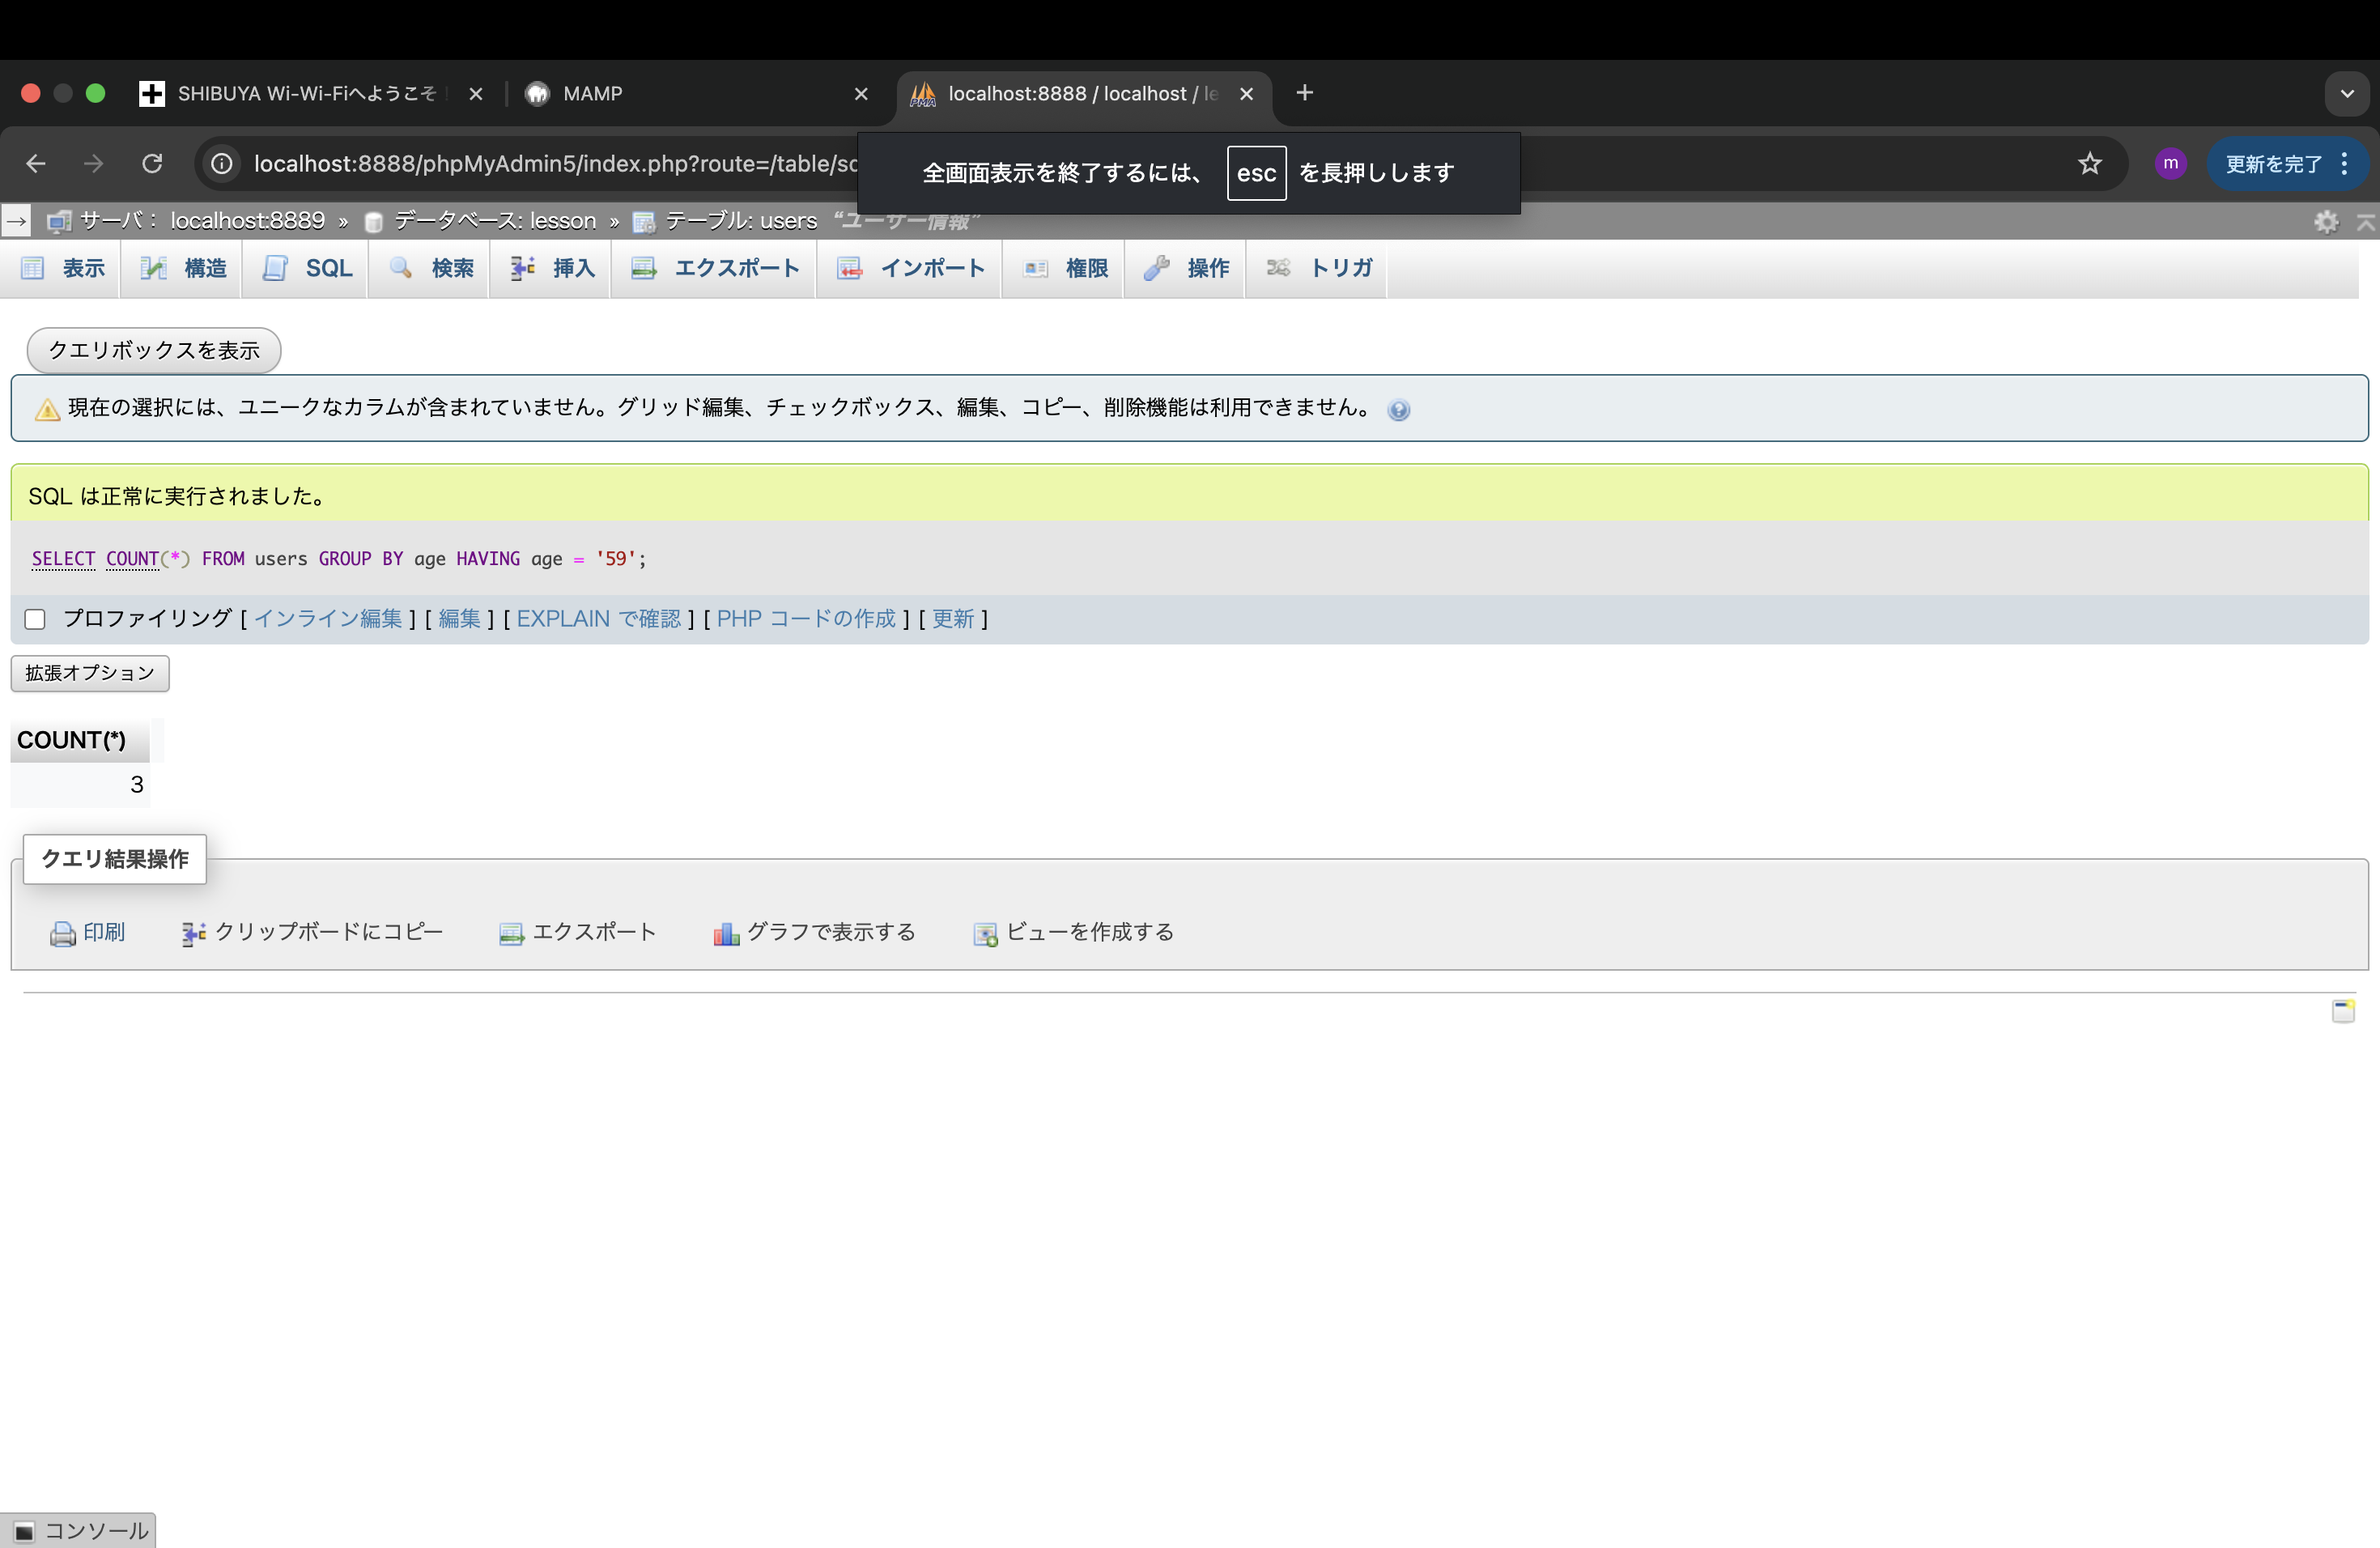 SHIBUYA Wi-Wi-Fiへようこそ
MAMP
localhost:8888 / localhost / le
localhost:8888/phpMyAdmin5/index.php?route=/table/sq
m
更新を完了
全画面表示を終了するには、 esc を長押しします
サーバ： localhost:8889 » データベース: lesson » テーブル: users “ユーザー情報”
表示 構造 SQL 検索 挿入 エクスポート インポート 権限 操作 トリガ
クエリボックスを表示
現在の選択には、ユニークなカラムが含まれていません。グリッド編集、チェックボックス、編集、コピー、削除機能は利用できません。
SQL は正常に実行されました。
SELECT COUNT(*) FROM users GROUP BY age HAVING age = '59';
プロファイリング [ インライン編集 ] [ 編集 ] [ EXPLAIN で確認 ] [ PHP コードの作成 ] [ 更新 ]
拡張オプション
COUNT(*)
3
クエリ結果操作
印刷 クリップボードにコピー エクスポート グラフで表示する ビューを作成する
コンソール